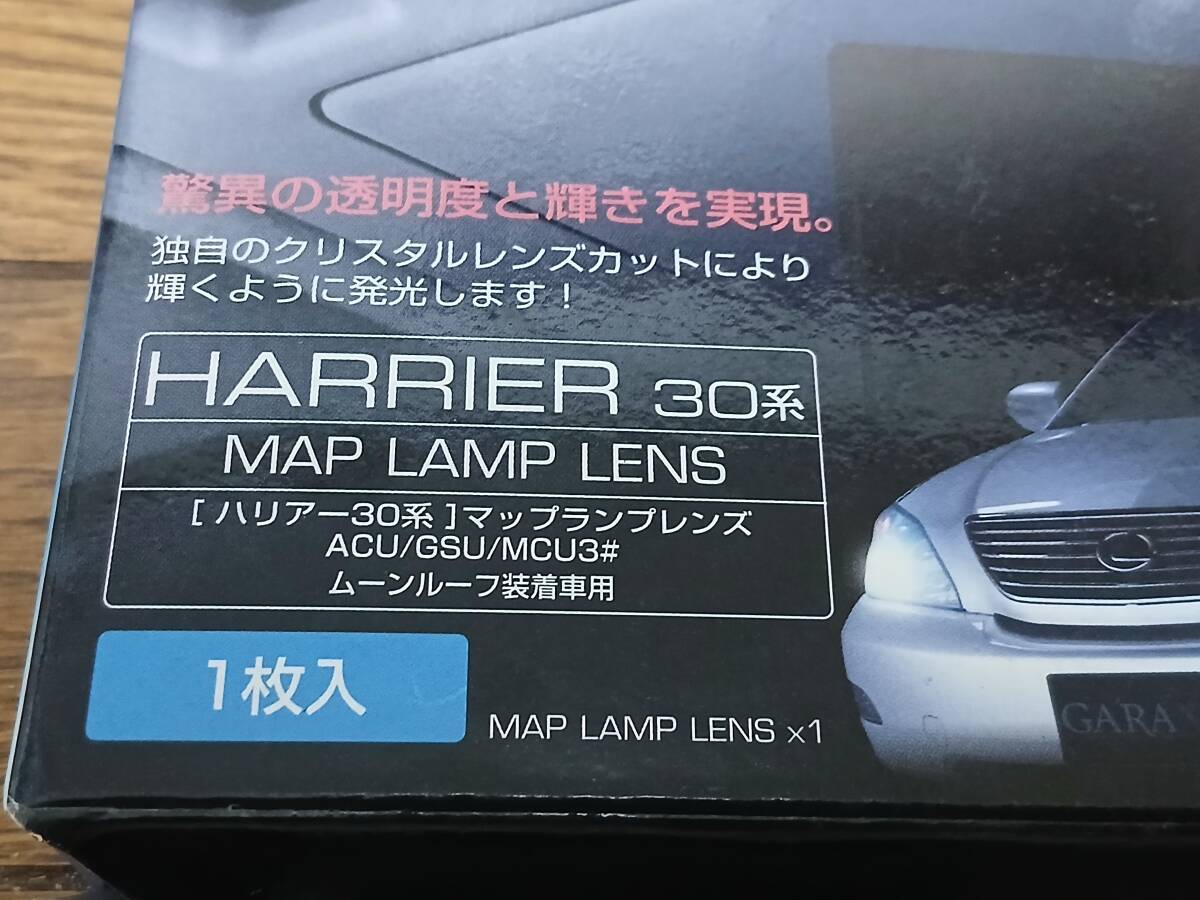 驚異の透明度と輝きを実現。
独自のクリスタルレンズカットにより
輝くように発光します！
HARRIER 30系
MAP LAMP LENS
[ ハリアー30系 ]マップランプレンズ
ACU/GSU/MCU3#
ムーンルーフ装着車用
1枚入
MAP LAMP LENS x1
GARA